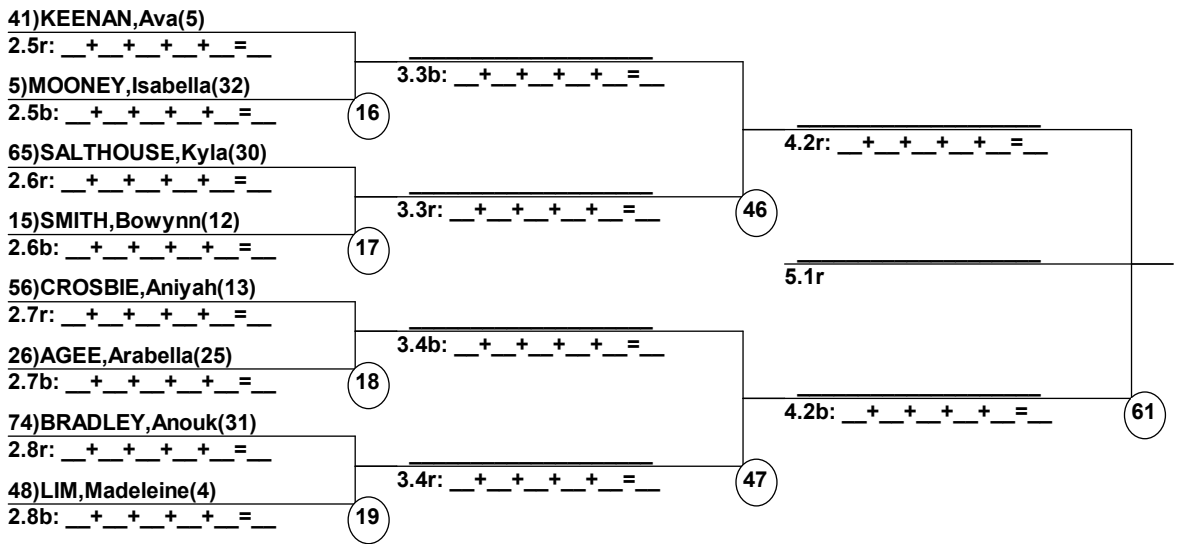 41)KEENAN,Ava(5)
2.5r: __+__+__+__+__=__
5)MOONEY,Isabella(32)
2.5b: __+__+__+__+__=__
16
65)SALTHOUSE,Kyla(30)
2.6r: __+__+__+__+__=__
15)SMITH,Bowynn(12)
2.6b: __+__+__+__+__=__
17
56)CROSBIE,Aniyah(13)
2.7r: __+__+__+__+__=__
26)AGEE,Arabella(25)
2.7b: __+__+__+__+__=__
18
74)BRADLEY,Anouk(31)
2.8r: __+__+__+__+__=__
48)LIM,Madeleine(4)
2.8b: __+__+__+__+__=__
19
3.3b: __+__+__+__+__=__
3.3r: __+__+__+__+__=__
46
3.4b: __+__+__+__+__=__
3.4r: __+__+__+__+__=__
47
4.2r: __+__+__+__+__=__
4.2b: __+__+__+__+__=__
61
5.1r